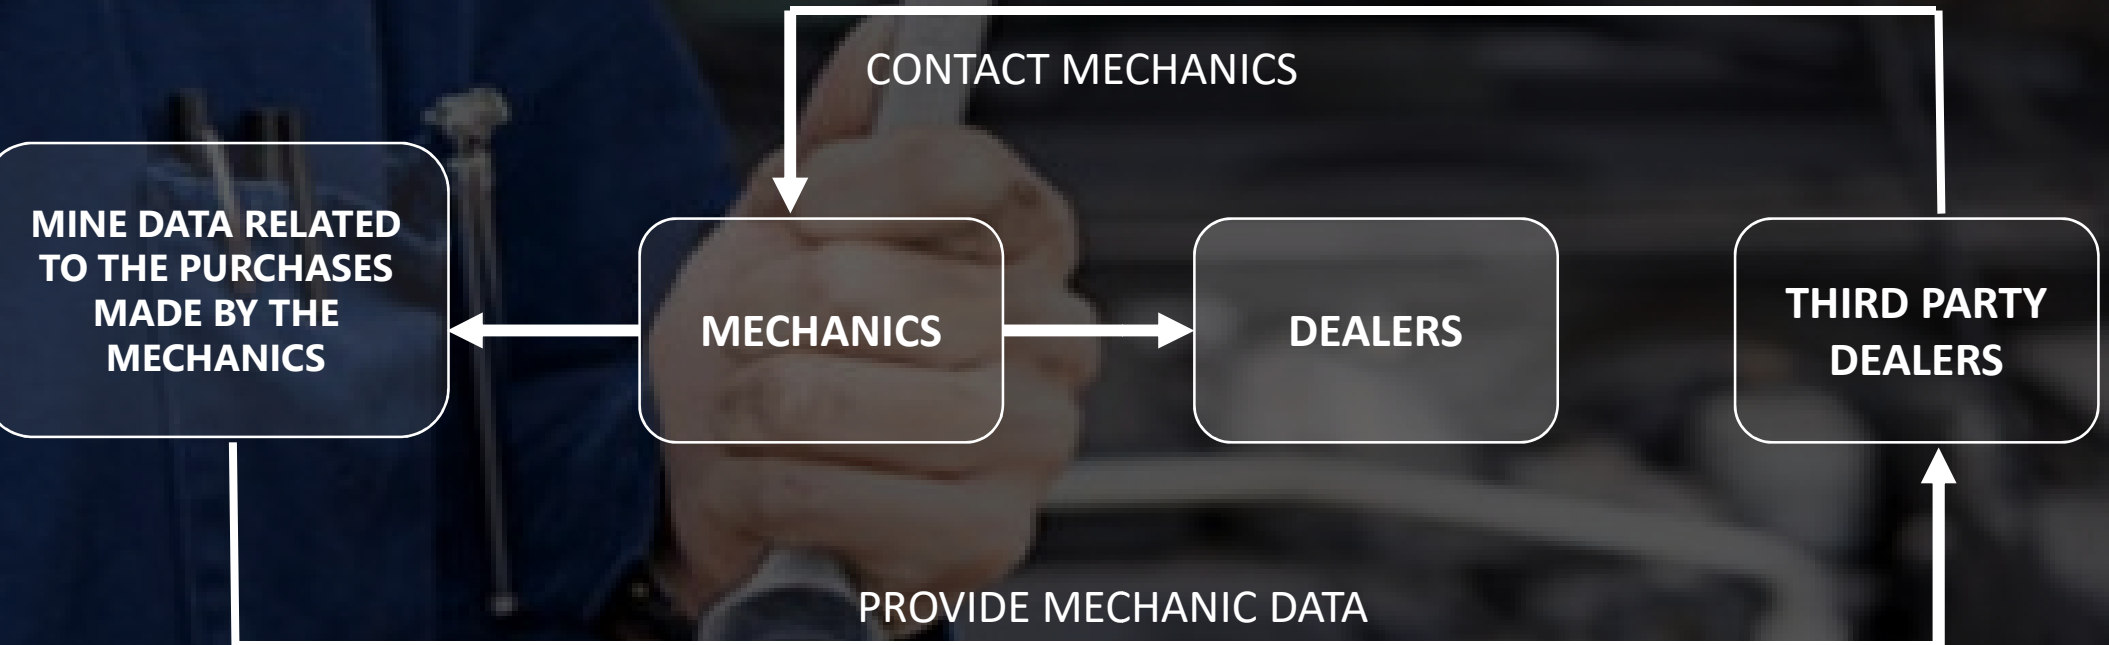 CONTACT MECHANICS
MINE DATA RELATED
TO THE PURCHASES
MADE BY THE
MECHANICS
MECHANICS
DEALERS
THIRD PARTY
DEALERS
PROVIDE MECHANIC DATA